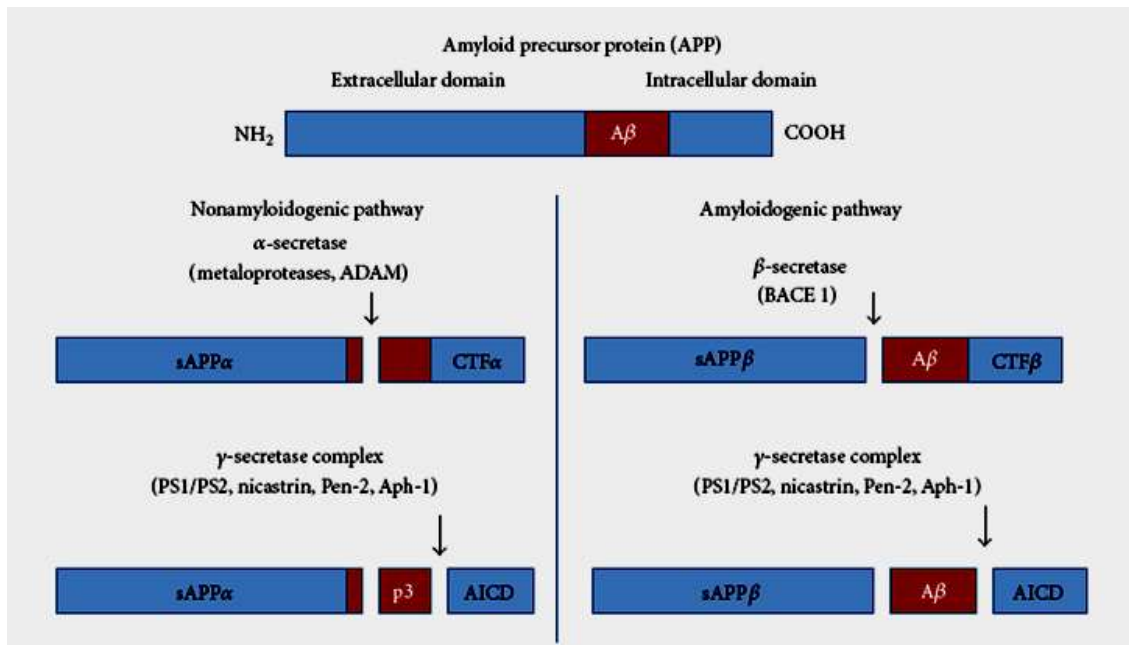 Amyloid precursor protein (APP)
Extracellular domain
Intracellular domain
NH₂
Aβ
COOH
Nonamyloidogenic pathway
α-secretase
(metaloproteases, ADAM)
sAPPα
CTFα
γ-secretase complex
(PS1/PS2, nicastrin, Pen-2, Aph-1)
sAPPα
p3
AICD
Amyloidogenic pathway
β-secretase
(BACE 1)
sAPPβ
Aβ
CTFβ
γ-secretase complex
(PS1/PS2, nicastrin, Pen-2, Aph-1)
sAPPβ
Aβ
AICD